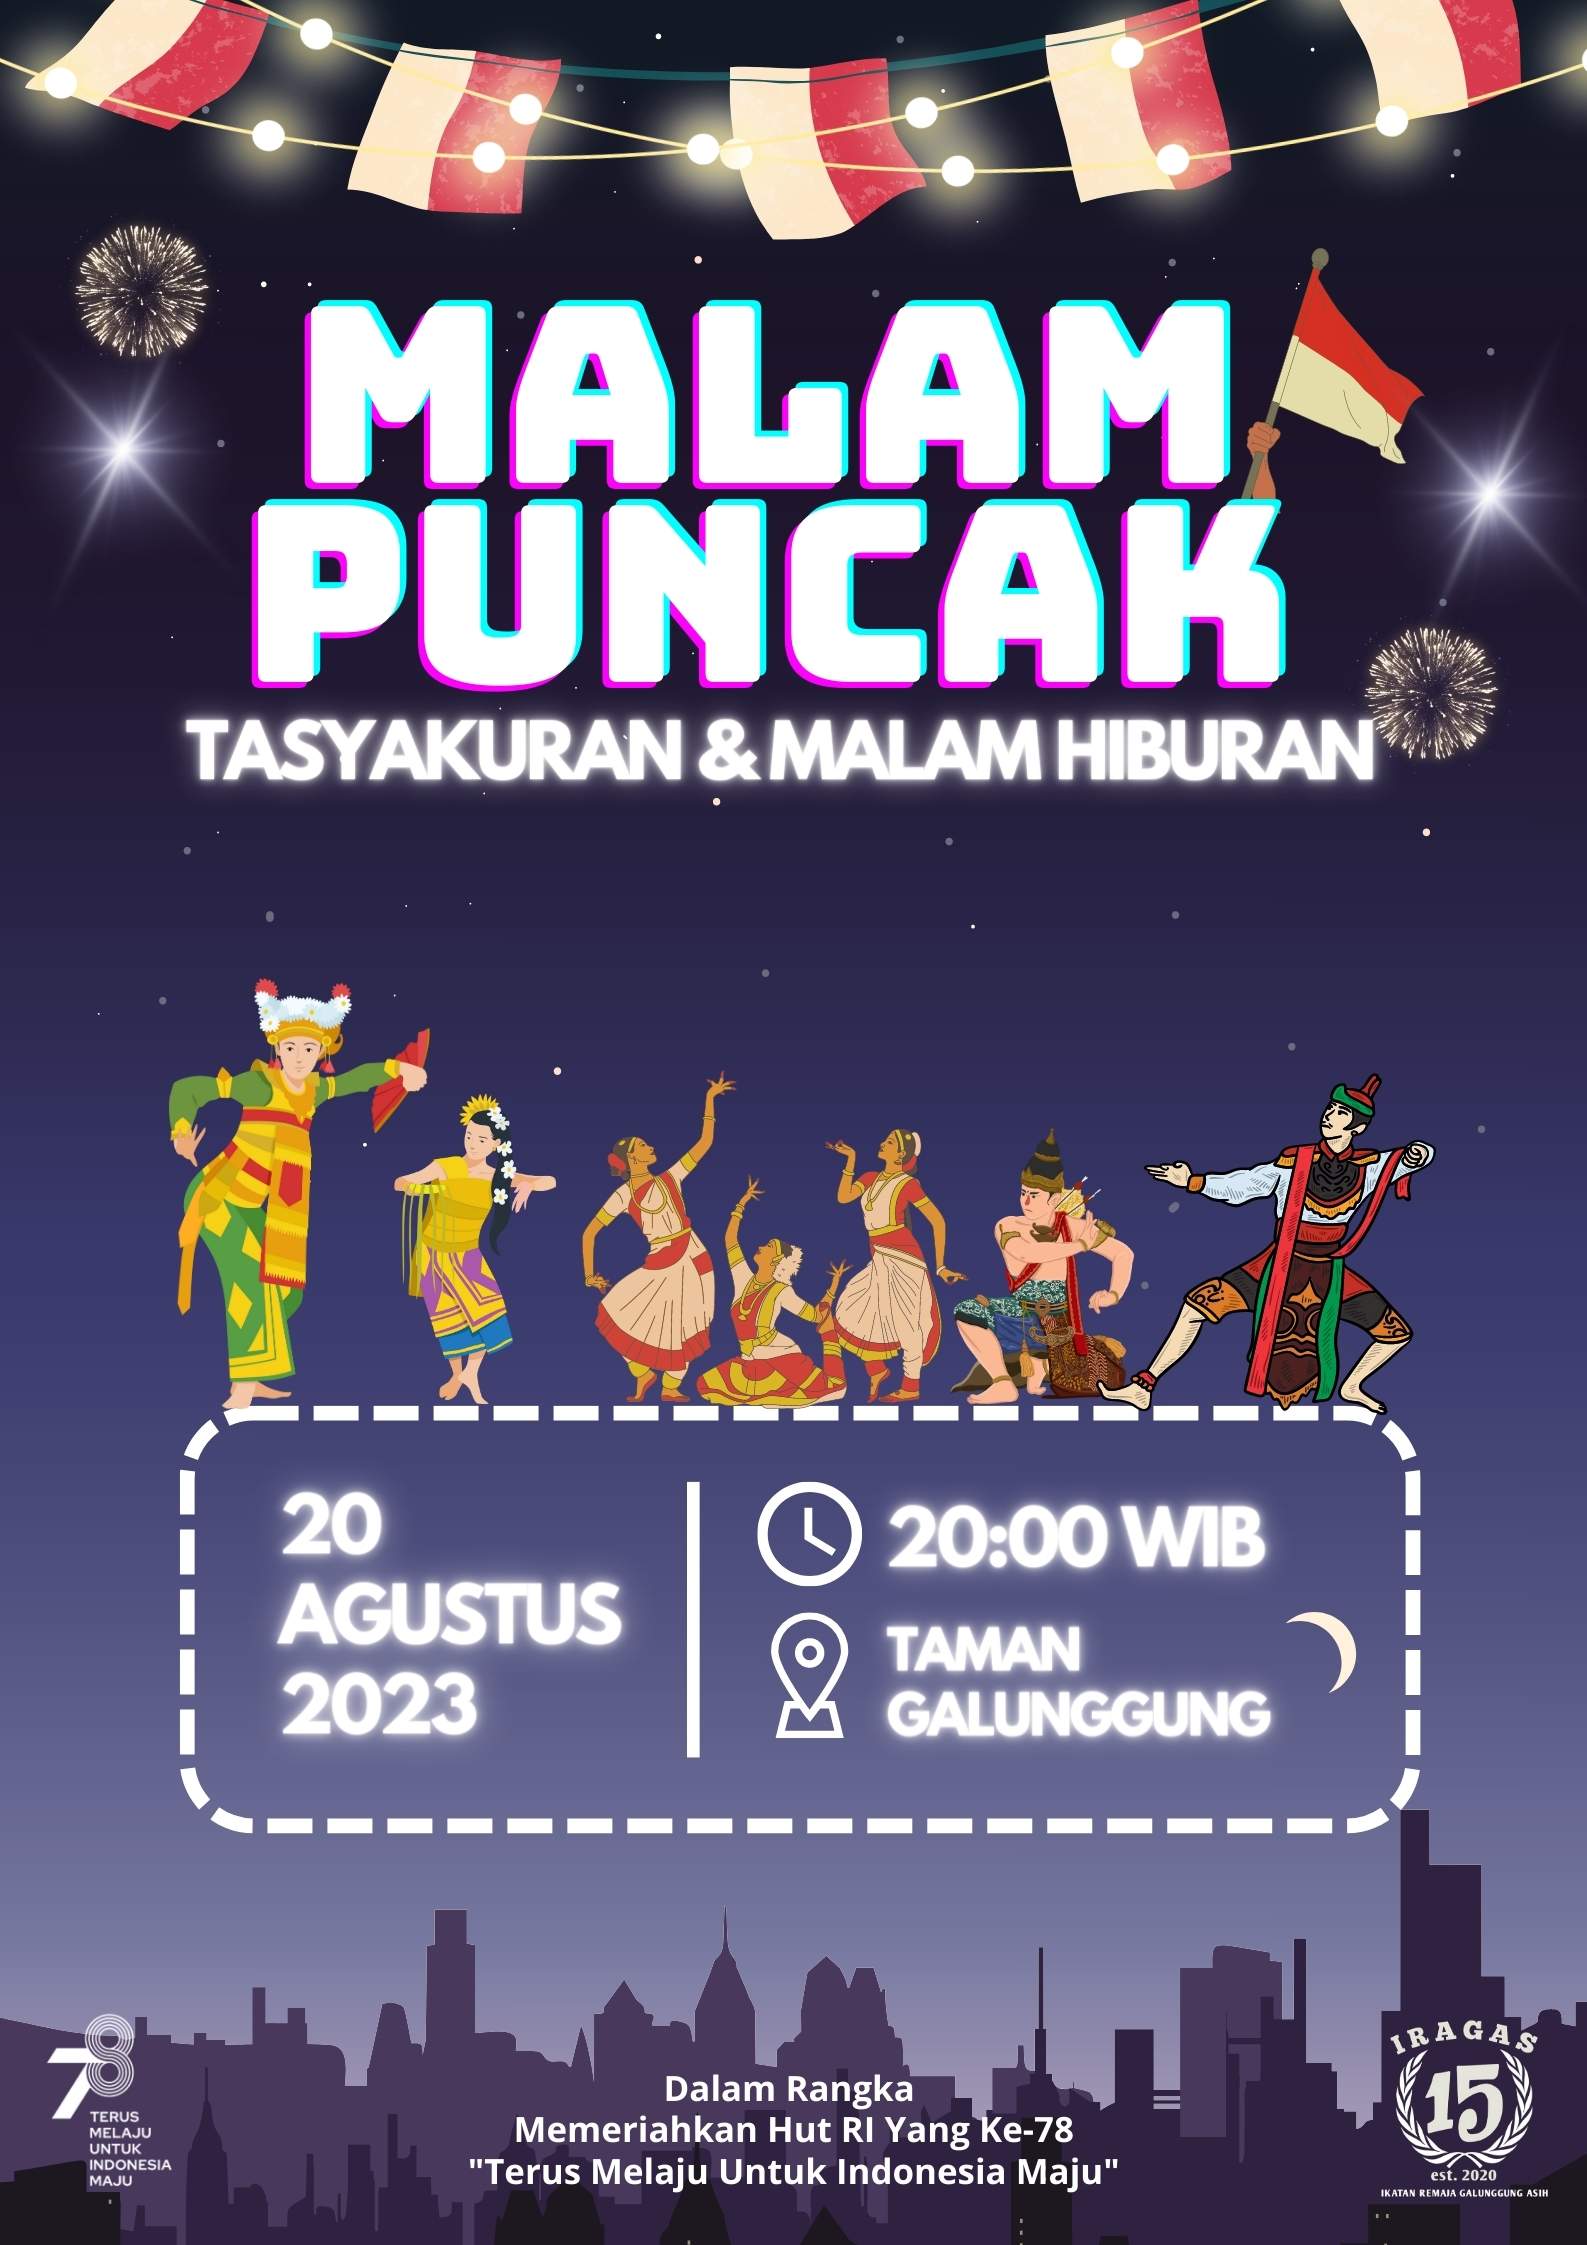 MALAM
PUNCAK
TASYAKURAN & MALAM HIBURAN
20
AGUSTUS
2023
20:00 WIB
TAMAN
GALUNGGUNG
78
TERUS
MELAJU
UNTUK
INDONESIA
MAJU
Dalam Rangka
Memeriahkan Hut RI Yang Ke-78
"Terus Melaju Untuk Indonesia Maju"
IRAGAS
15
est. 2020
IKATAN REMAJA GALUNGGUNG ASIH